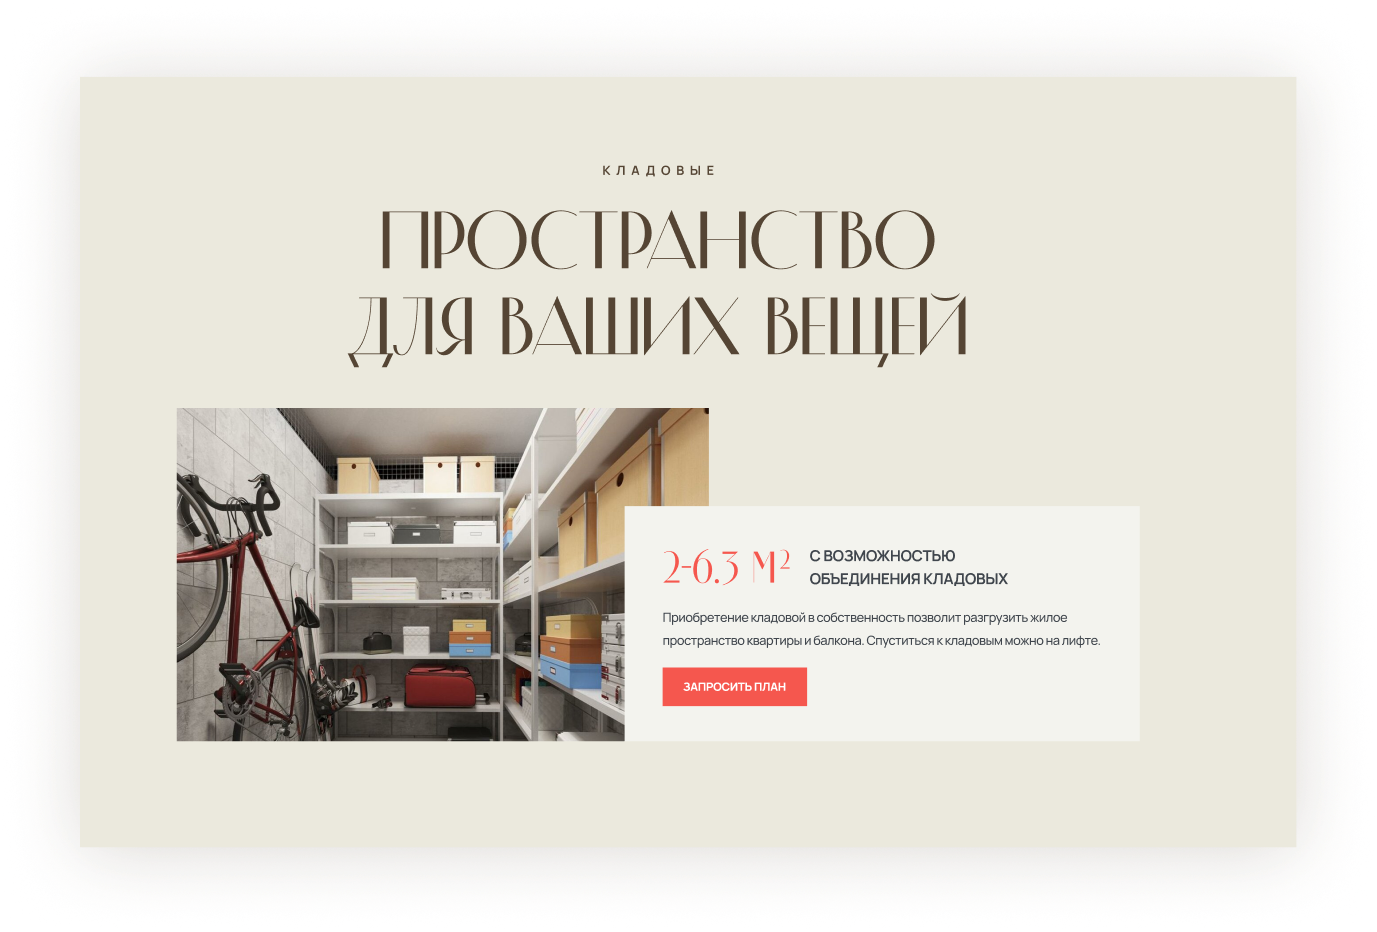 КЛАДОВЫЕ
ПРОСТРАНСТВО
ДЛЯ ВАШИХ ВЕЩЕЙ
2-6.3 М² С ВОЗМОЖНОСТЬЮ
ОБЪЕДИНЕНИЯ КЛАДОВЫХ
Приобретение кладовой в собственность позволит разгрузить жилое
пространство квартиры и балкона. Спуститься к кладовым можно на лифте.
ЗАПРОСИТЬ ПЛАН